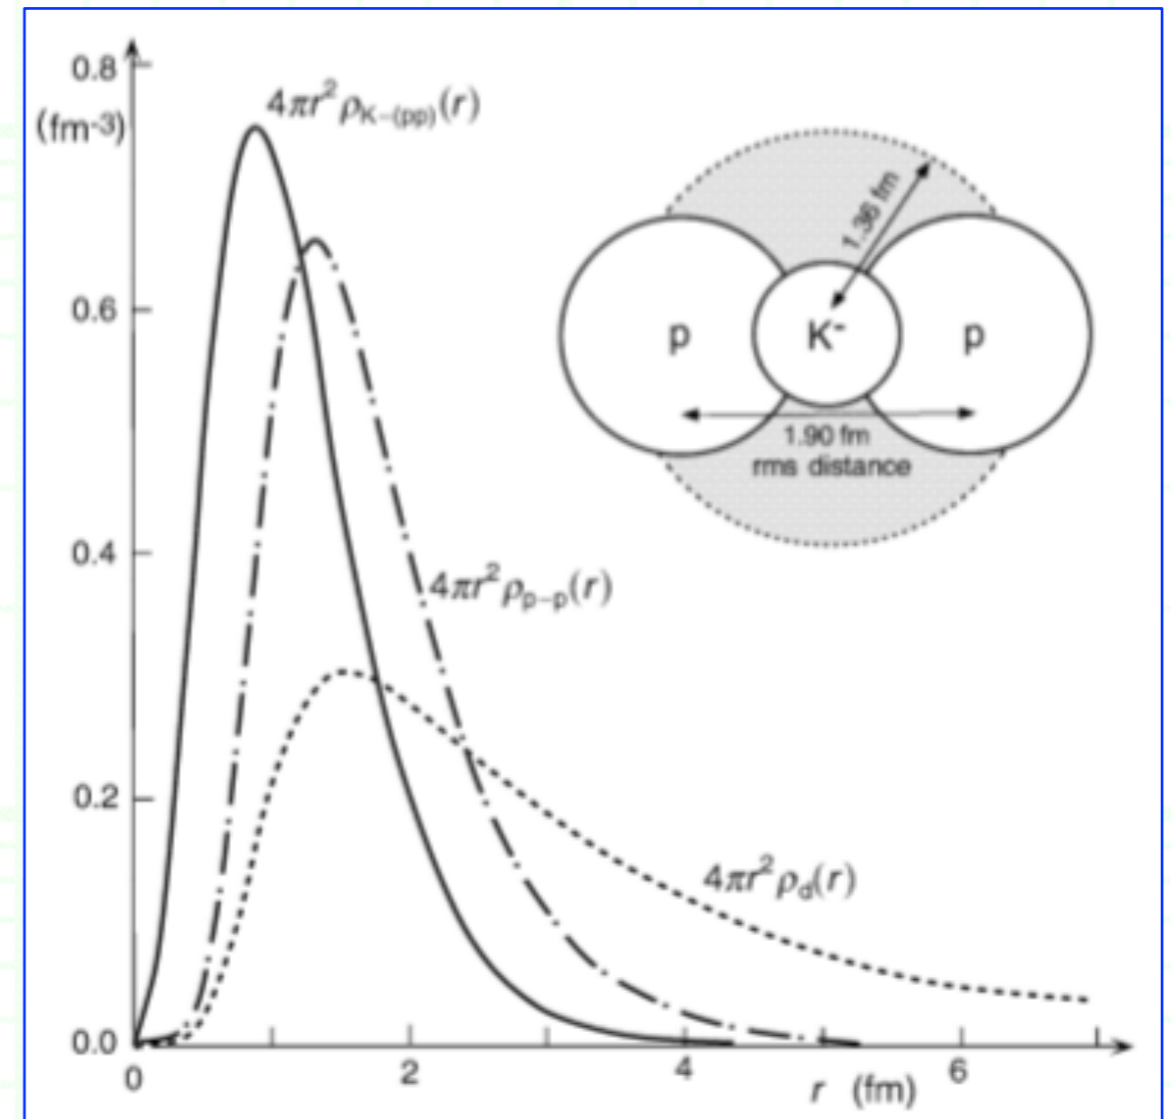 0.8
(fm-3)
4πr²ρK-(pp)(r)
0.6
1.36 fm
p K- p
1.90 fm
rms distance
0.4
4πr²ρp-p(r)
0.2
4πr²ρd(r)
0.0
0 2 4 6
r (fm)